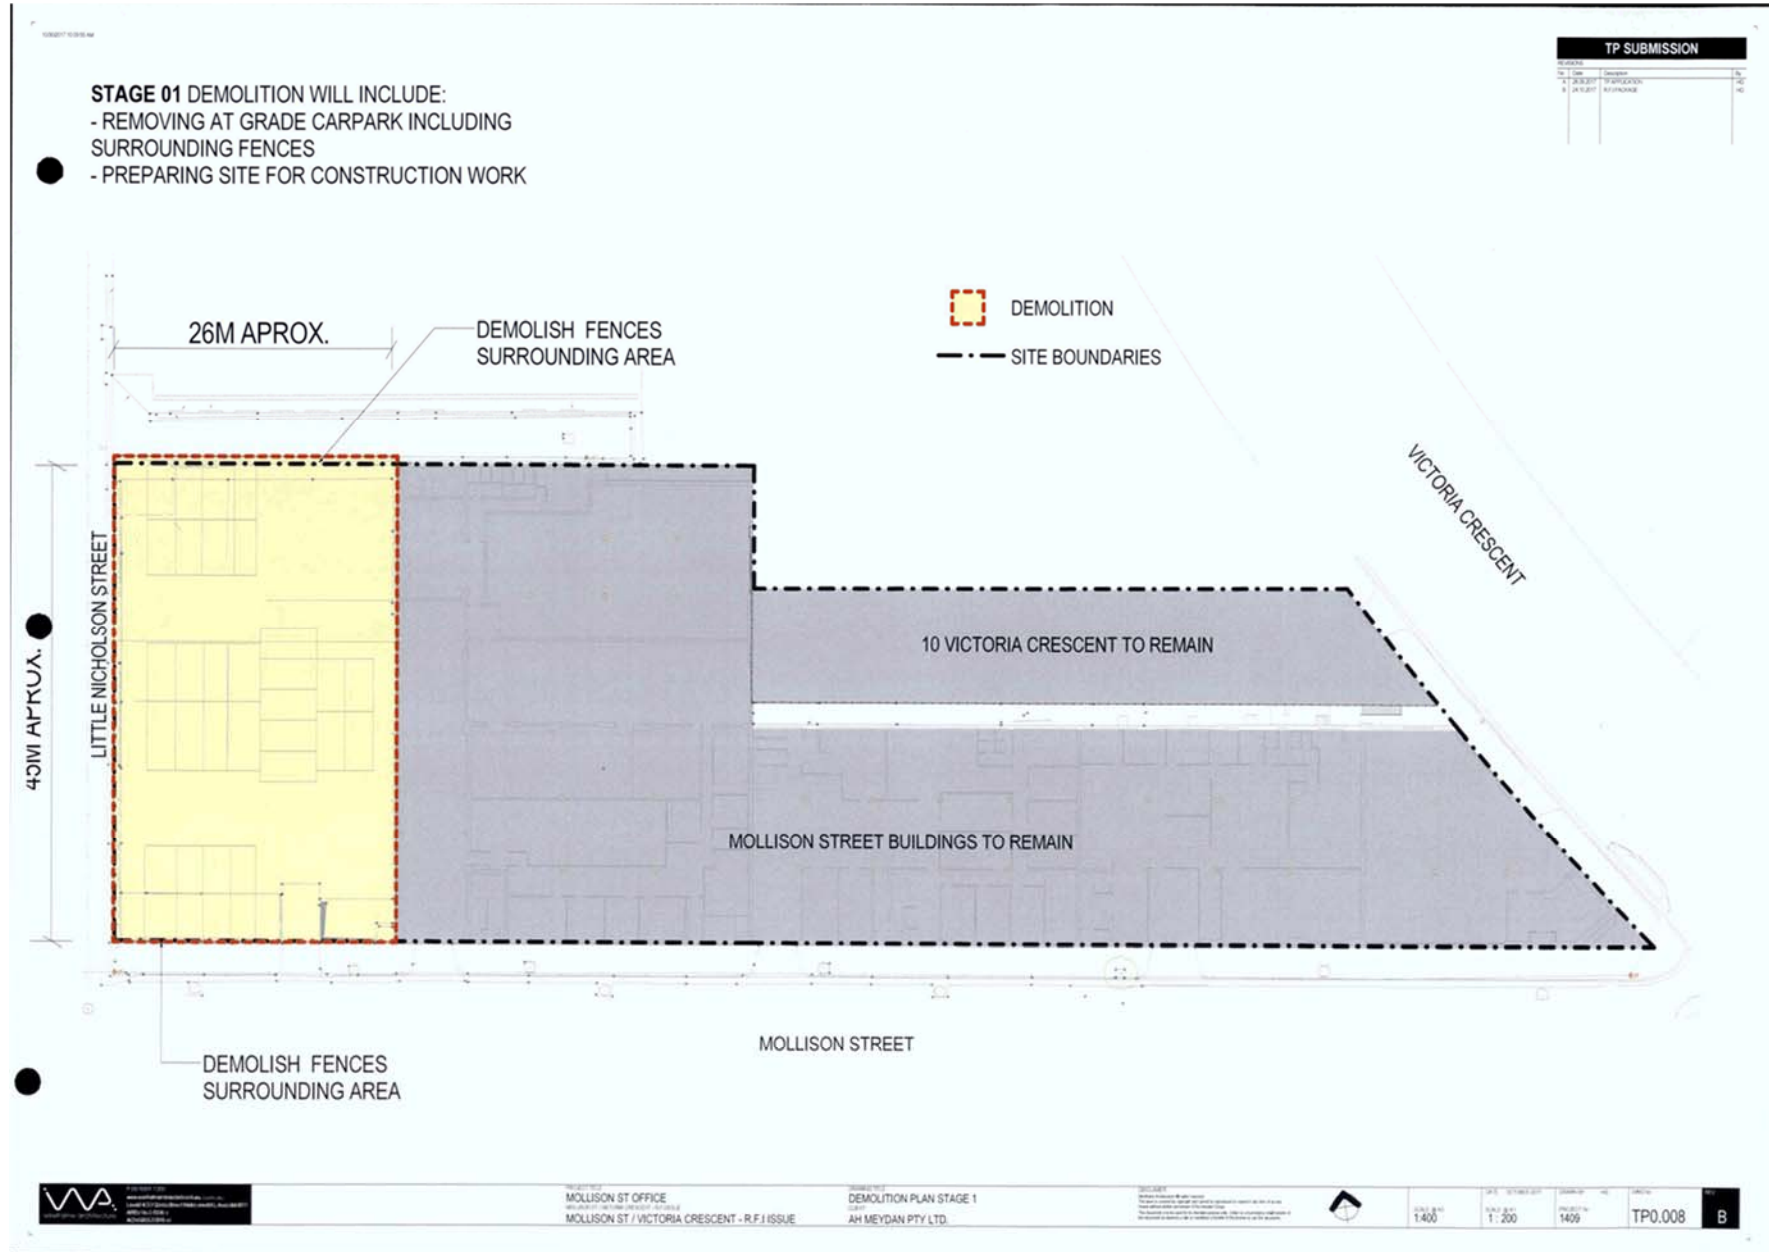 TP SUBMISSION
STAGE 01 DEMOLITION WILL INCLUDE:
- REMOVING AT GRADE CARPARK INCLUDING
SURROUNDING FENCES
- PREPARING SITE FOR CONSTRUCTION WORK
26M APROX.
DEMOLISH FENCES
SURROUNDING AREA
DEMOLITION
SITE BOUNDARIES
VICTORIA CRESCENT
LITTLE NICHOLSON STREET
APROX.
10 VICTORIA CRESCENT TO REMAIN
MOLLISON STREET BUILDINGS TO REMAIN
MOLLISON STREET
DEMOLISH FENCES
SURROUNDING AREA
MOLLISON ST OFFICE
MOLLISON ST / VICTORIA CRESCENT - R.F.I ISSUE
DEMOLITION PLAN STAGE 1
AH MEYDAN PTY LTD.
1:400
1 : 200
1409
TP0.008
B